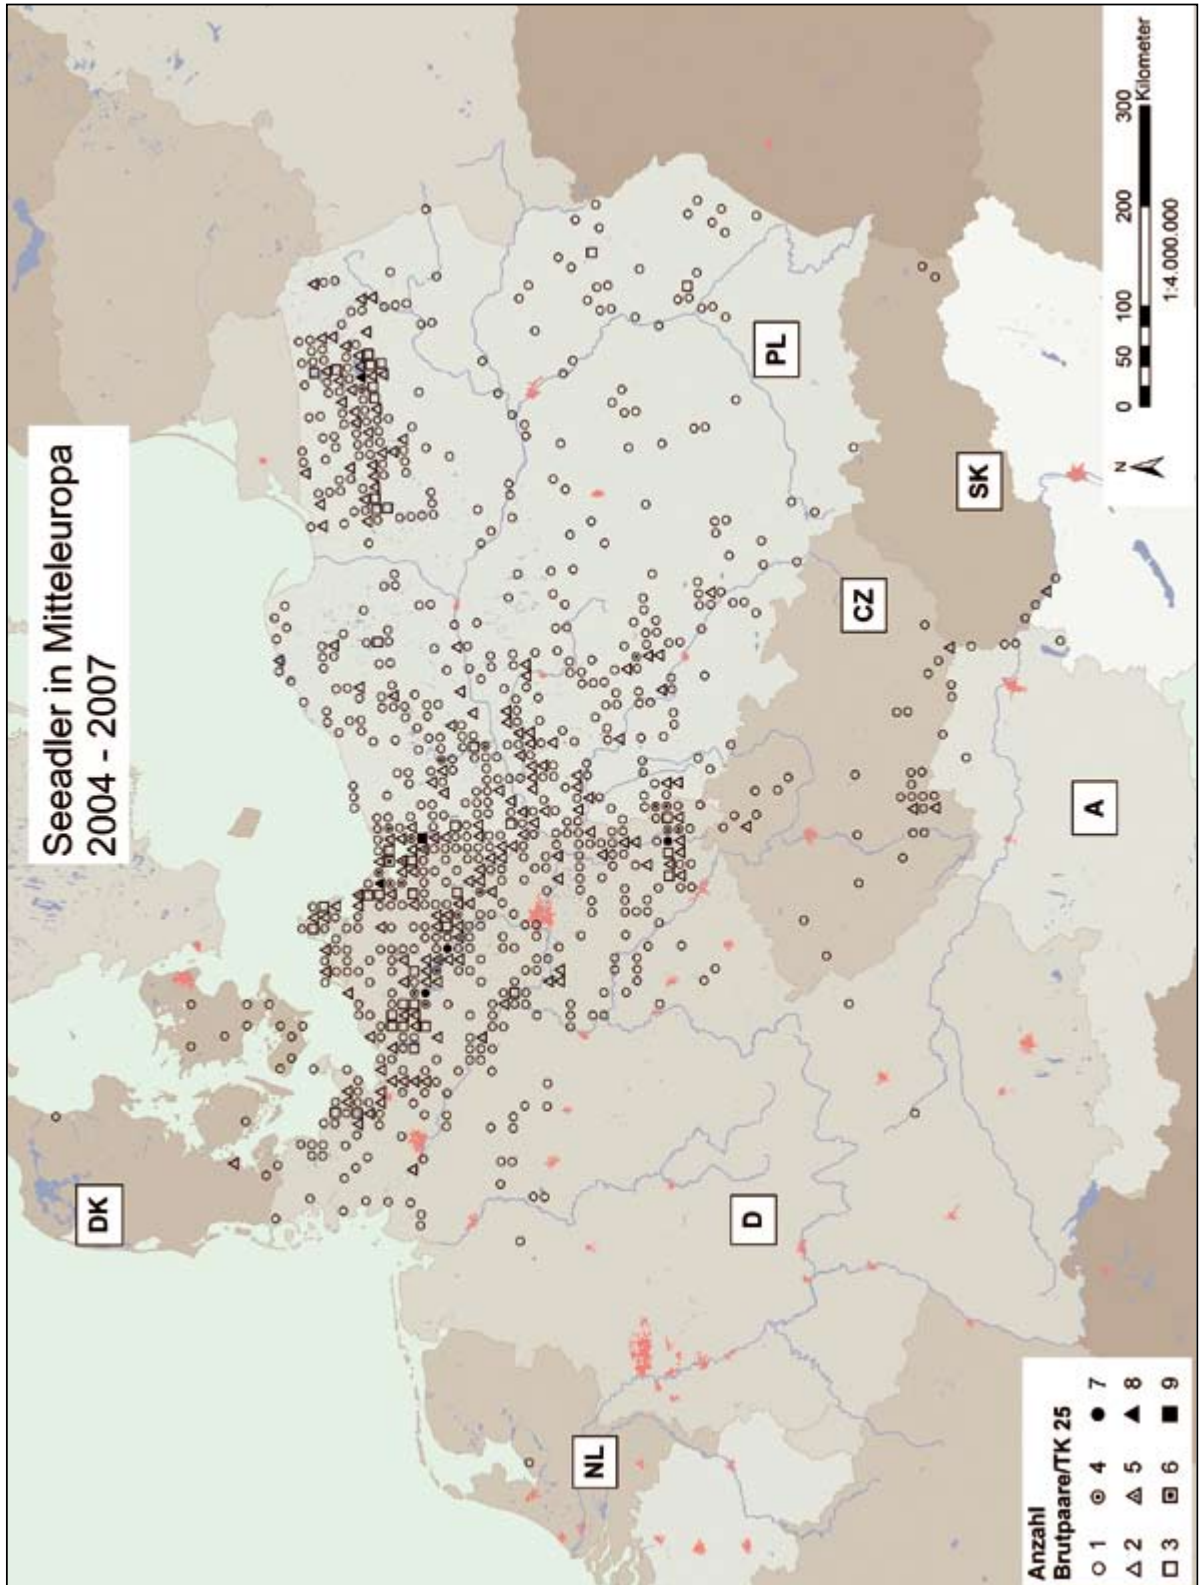 Seeadler in Mitteleuropa
2004 - 2007
DK
NL
D
PL
CZ
SK
A
Anzahl
Brutpaare/TK 25
1 4 7
2 5 8
3 6 9
N
0 50 100 200 300
Kilometer
1:4.000.000